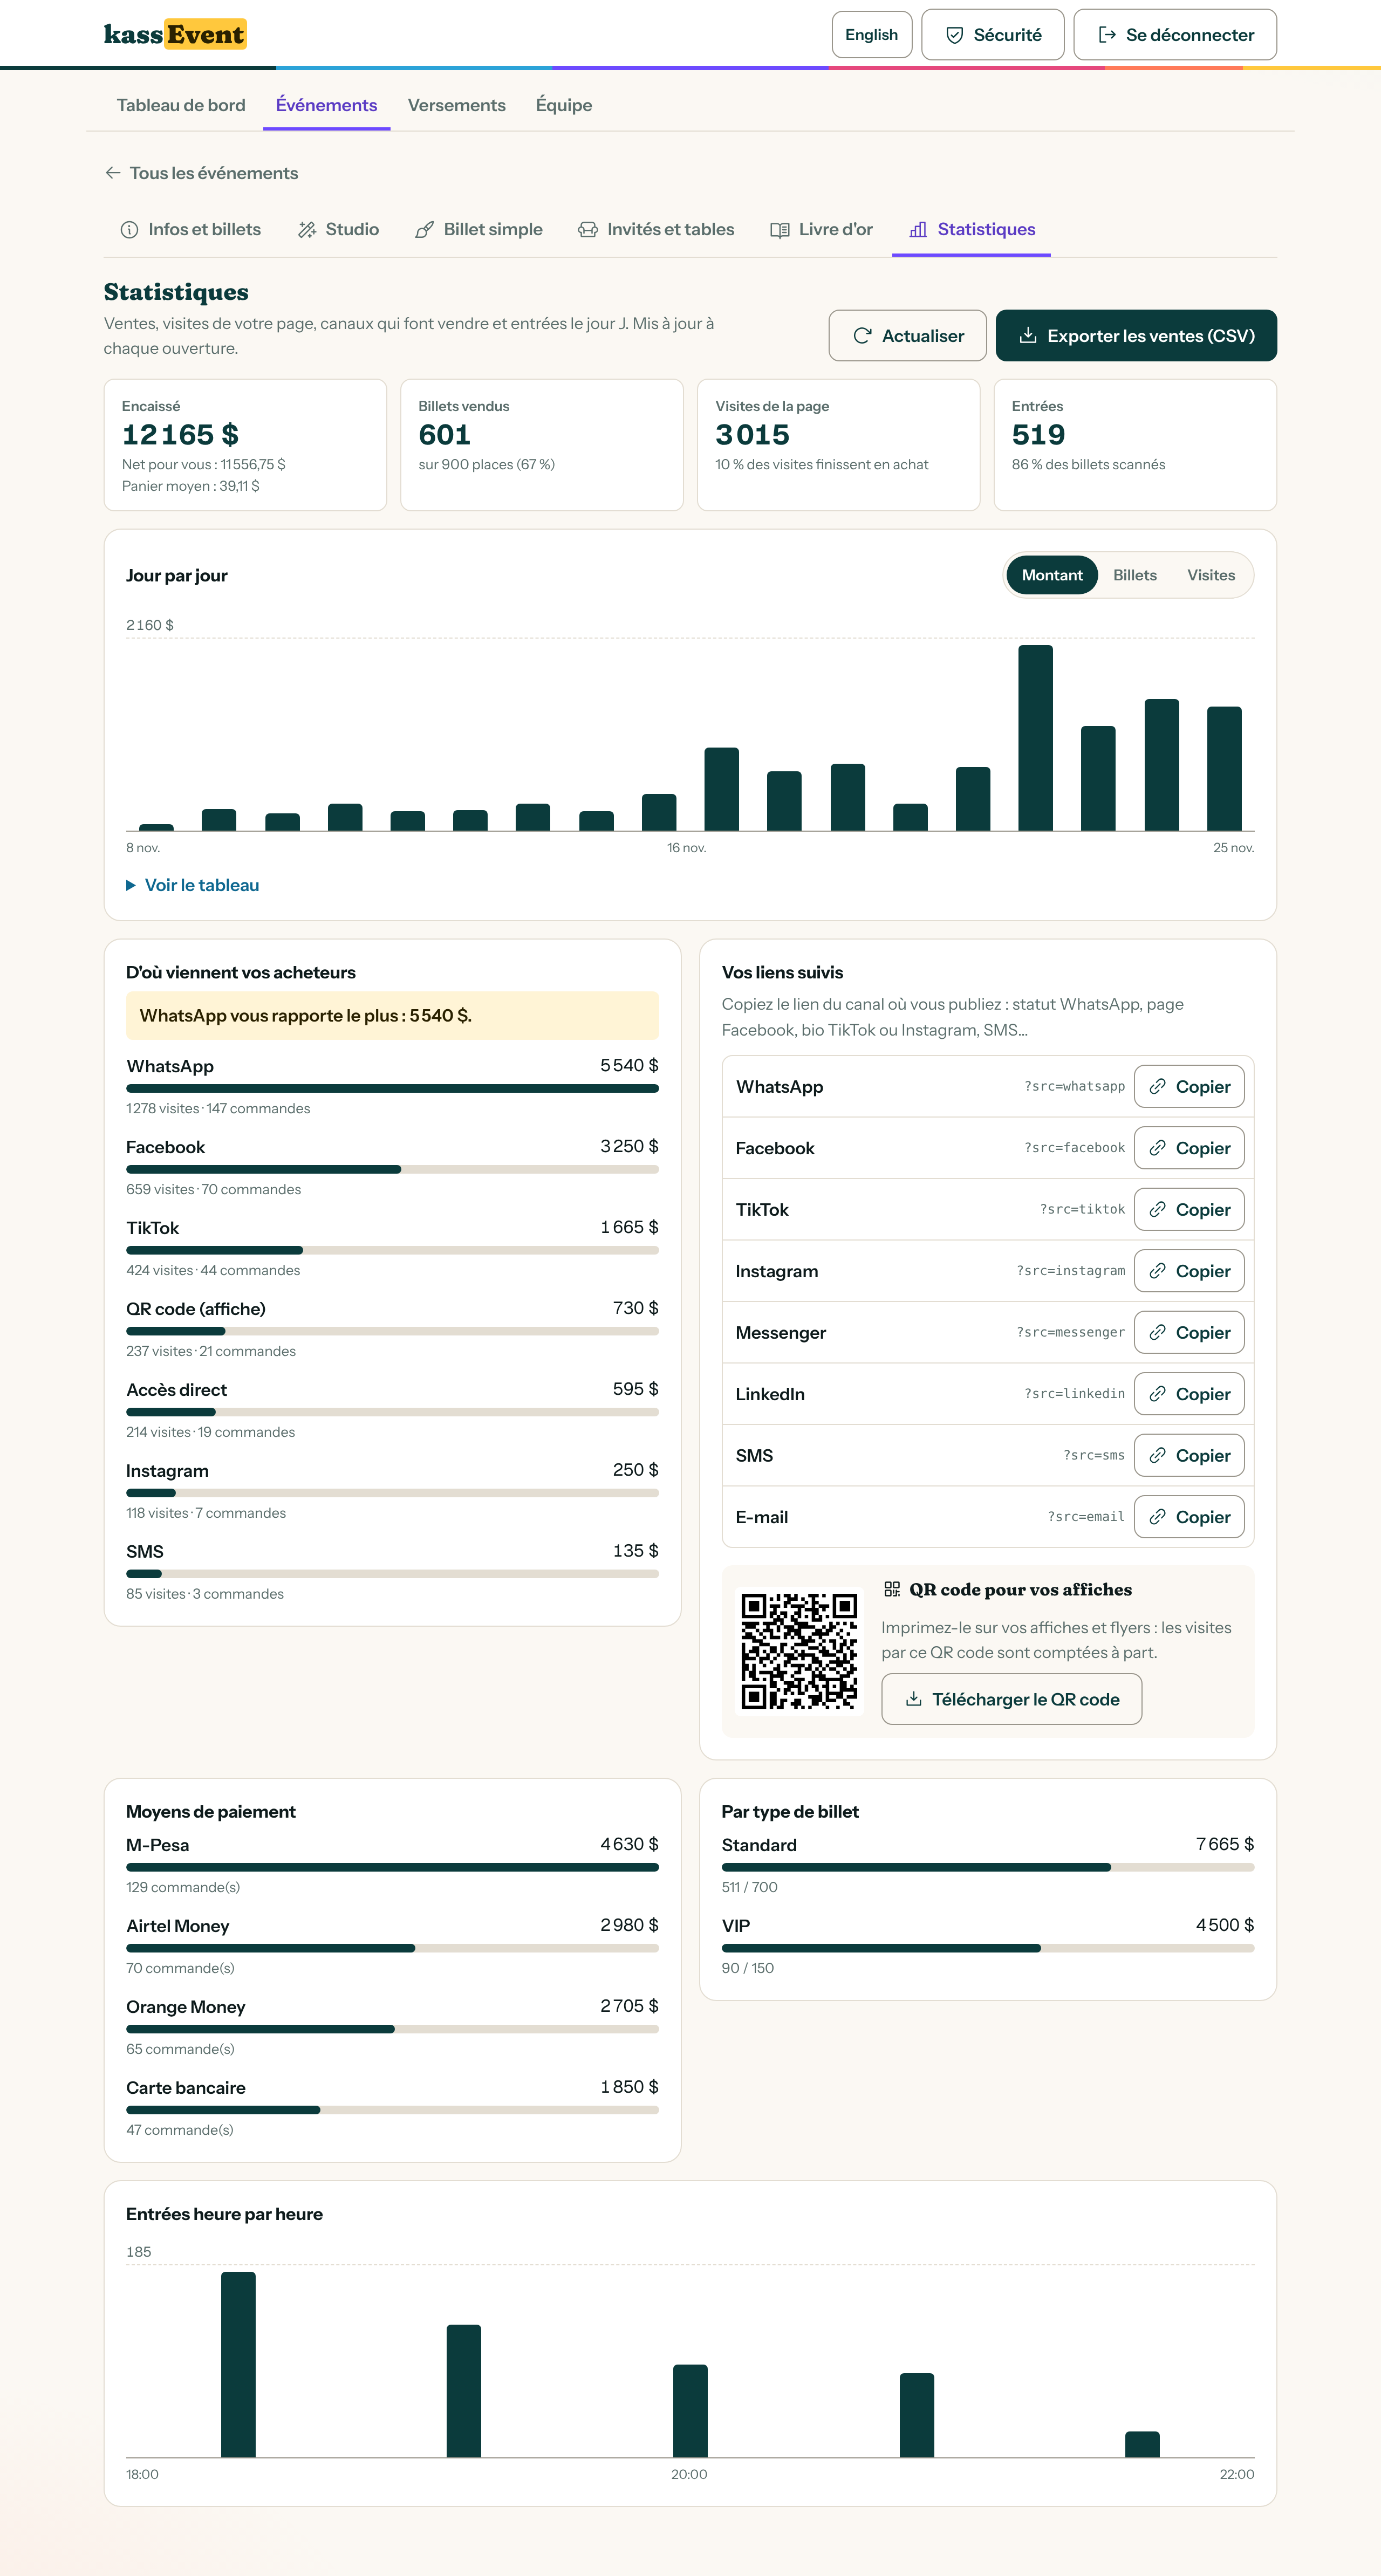 kassEvent
English
Sécurité
Se déconnecter
Tableau de bord
Événements
Versements
Équipe
Tous les événements
Infos et billets
Studio
Billet simple
Invités et tables
Livre d'or
Statistiques
Statistiques
Ventes, visites de votre page, canaux qui font vendre et entrées le jour J. Mis à jour à
chaque ouverture.
Actualiser
Exporter les ventes (CSV)
Encaissé
12 165 $
Net pour vous : 11 556,75 $
Panier moyen : 39,11 $
Billets vendus
601
sur 900 places (67 %)
Visites de la page
3 015
10 % des visites finissent en achat
Entrées
519
86 % des billets scannés
Jour par jour
Montant
Billets
Visites
2 160 $
8 nov.
16 nov.
25 nov.
Voir le tableau
D'où viennent vos acheteurs
WhatsApp vous rapporte le plus : 5 540 $.
WhatsApp
5 540 $
1 278 visites · 147 commandes
Facebook
3 250 $
659 visites · 70 commandes
TikTok
1 665 $
424 visites · 44 commandes
QR code (affiche)
730 $
237 visites · 21 commandes
Accès direct
595 $
214 visites · 19 commandes
Instagram
250 $
118 visites · 7 commandes
SMS
135 $
85 visites · 3 commandes
Vos liens suivis
Copiez le lien du canal où vous publiez : statut WhatsApp, page
Facebook, bio TikTok ou Instagram, SMS…
WhatsApp
?src=whatsapp
Copier
Facebook
?src=facebook
Copier
TikTok
?src=tiktok
Copier
Instagram
?src=instagram
Copier
Messenger
?src=messenger
Copier
LinkedIn
?src=linkedin
Copier
SMS
?src=sms
Copier
E-mail
?src=email
Copier
QR code pour vos affiches
Imprimez-le sur vos affiches et flyers : les visites
par ce QR code sont comptées à part.
Télécharger le QR code
Moyens de paiement
M-Pesa
4 630 $
129 commande(s)
Airtel Money
2 980 $
70 commande(s)
Orange Money
2 705 $
65 commande(s)
Carte bancaire
1 850 $
47 commande(s)
Par type de billet
Standard
7 665 $
511 / 700
VIP
4 500 $
90 / 150
Entrées heure par heure
185
18:00
20:00
22:00